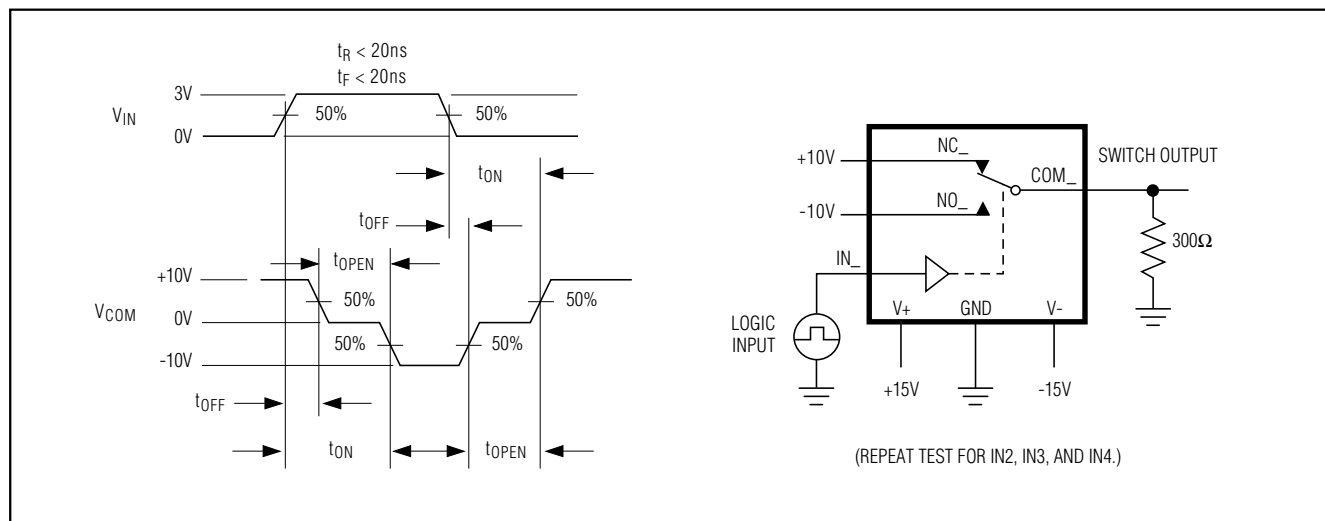 tR < 20ns
tF < 20ns
3V
VIN
50%
50%
0V
tON
tOFF
tOPEN
+10V
50%
50%
VCOM
0V
50%
50%
-10V
tOFF
tON
tOPEN
NC_
+10V
COM_
SWITCH OUTPUT
NO_
-10V
300Ω
IN_
V+
GND
V-
LOGIC
INPUT
+15V
-15V
(REPEAT TEST FOR IN2, IN3, AND IN4.)